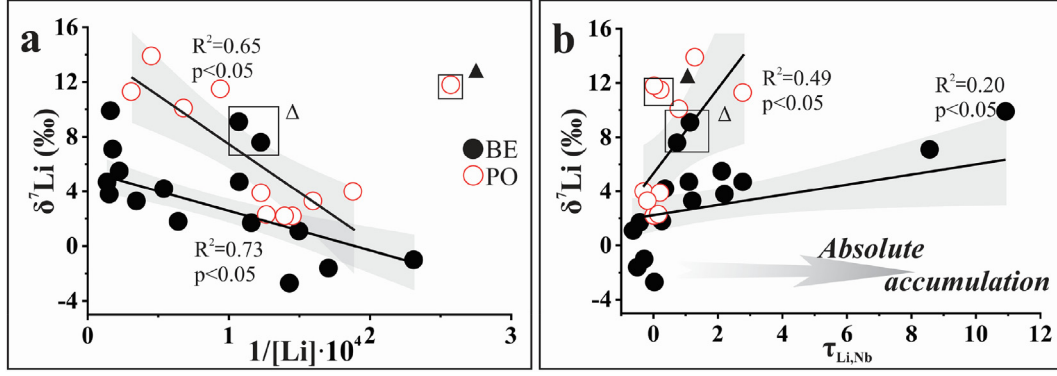 a
16
12
8
4
0
-4
δ⁷Li (‰)
R²=0.65
p<0.05
R²=0.73
p<0.05
Δ
▲
BE
PO
0 1 2 3
1/[Li]·10⁴
b
16
12
8
4
0
-4
δ⁷Li (‰)
▲
Δ
R²=0.49
p<0.05
R²=0.20
p<0.05
Absolute
accumulation
0 2 4 6 8 10 12
τLi,Nb